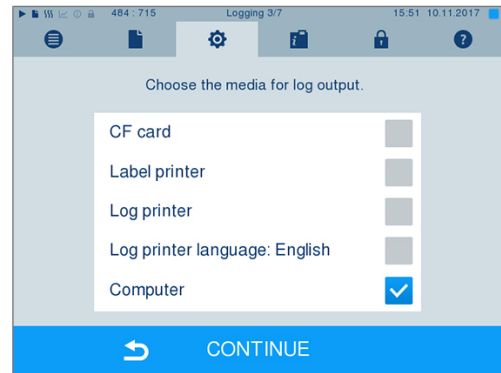 484 : 715 Logging 3/7 15:51 10.11.2017
Choose the media for log output.
CF card
Label printer
Log printer
Log printer language: English
Computer
CONTINUE